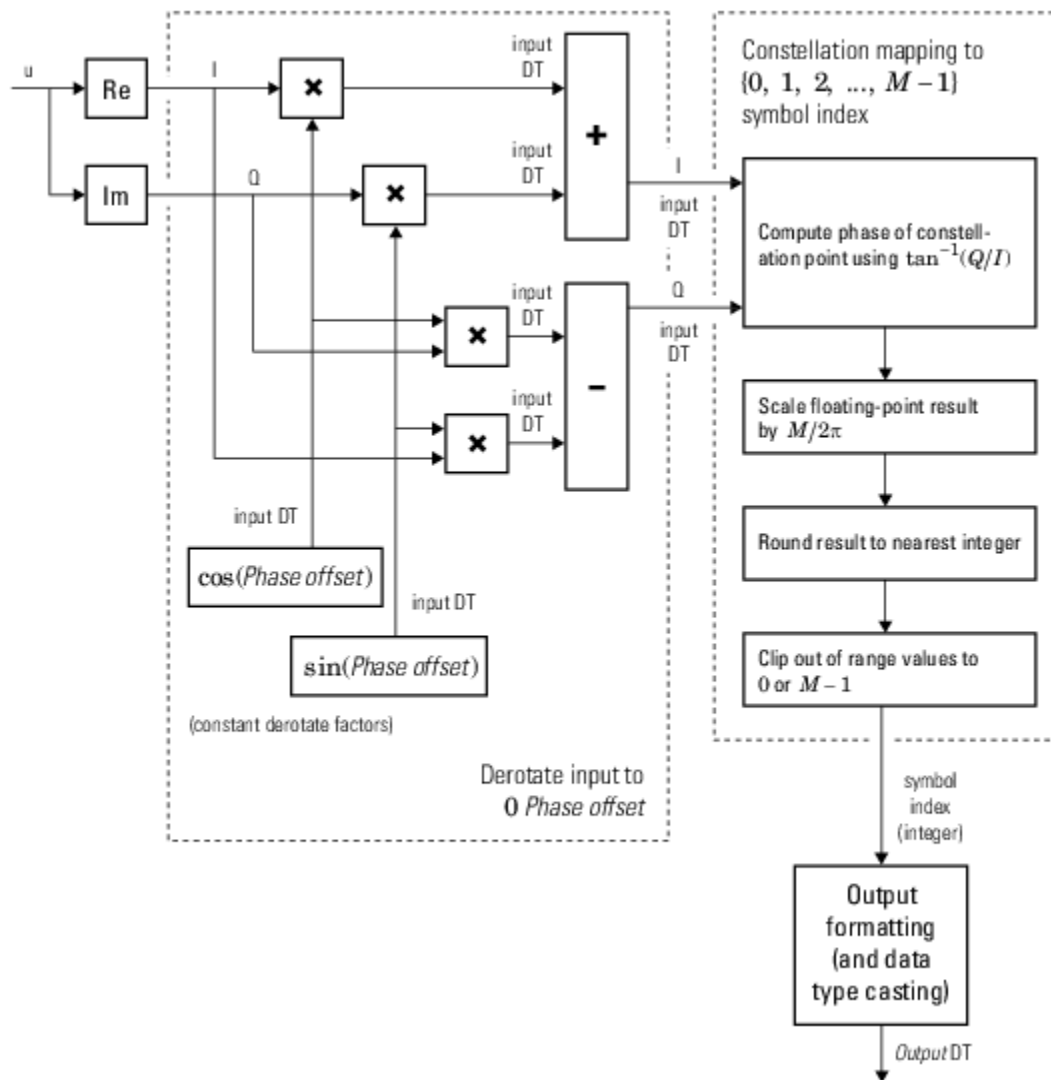 u
Re
I
×
input
DT
+
Constellation mapping to
{0, 1, 2, ..., M−1}
symbol index
Im
Q
×
input
DT
I
input
DT
Compute phase of constell-
ation point using tan⁻¹(Q/I)
×
input
DT
−
Q
input
DT
×
input
DT
Scale floating-point result
by M/2π
input DT
cos(Phase offset)
input DT
sin(Phase offset)
(constant derotate factors)
Derotate input to
0 Phase offset
Round result to nearest integer
Clip out of range values to
0 or M−1
symbol
index
(integer)
Output
formatting
(and data
type casting)
Output DT